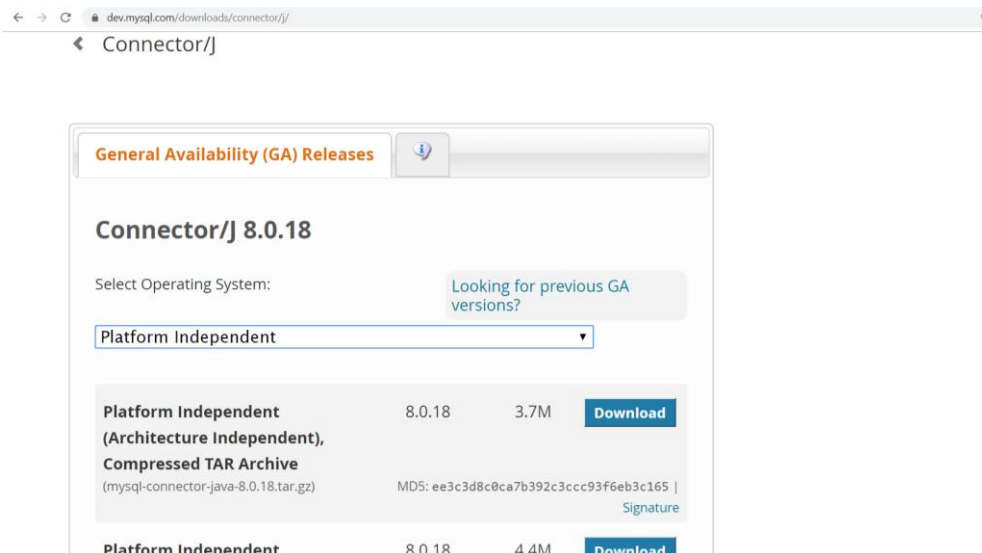 dev.mysql.com/downloads/connector/j/
Connector/J
General Availability (GA) Releases
Connector/J 8.0.18
Select Operating System:
Looking for previous GA
versions?
Platform Independent
Platform Independent 8.0.18 3.7M Download
(Architecture Independent),
Compressed TAR Archive
(mysql-connector-java-8.0.18.tar.gz) MD5: ee3c3d8c0ca7b392c3ccc93f6eb3c165 |
Signature
Platform Independent 8.0.18 4.4M Download